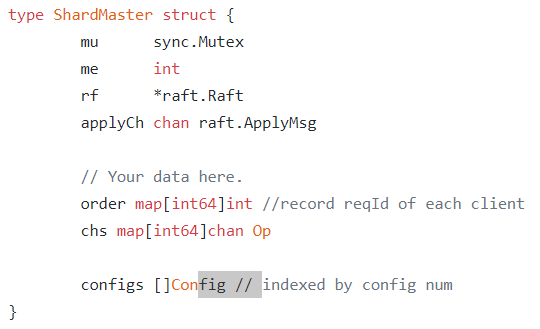 type ShardMaster struct {
mu sync.Mutex
me int
rf *raft.Raft
applyCh chan raft.ApplyMsg
// Your data here.
order map[int64]int //record reqId of each client
chs map[int64]chan Op
configs []Config // indexed by config num
}